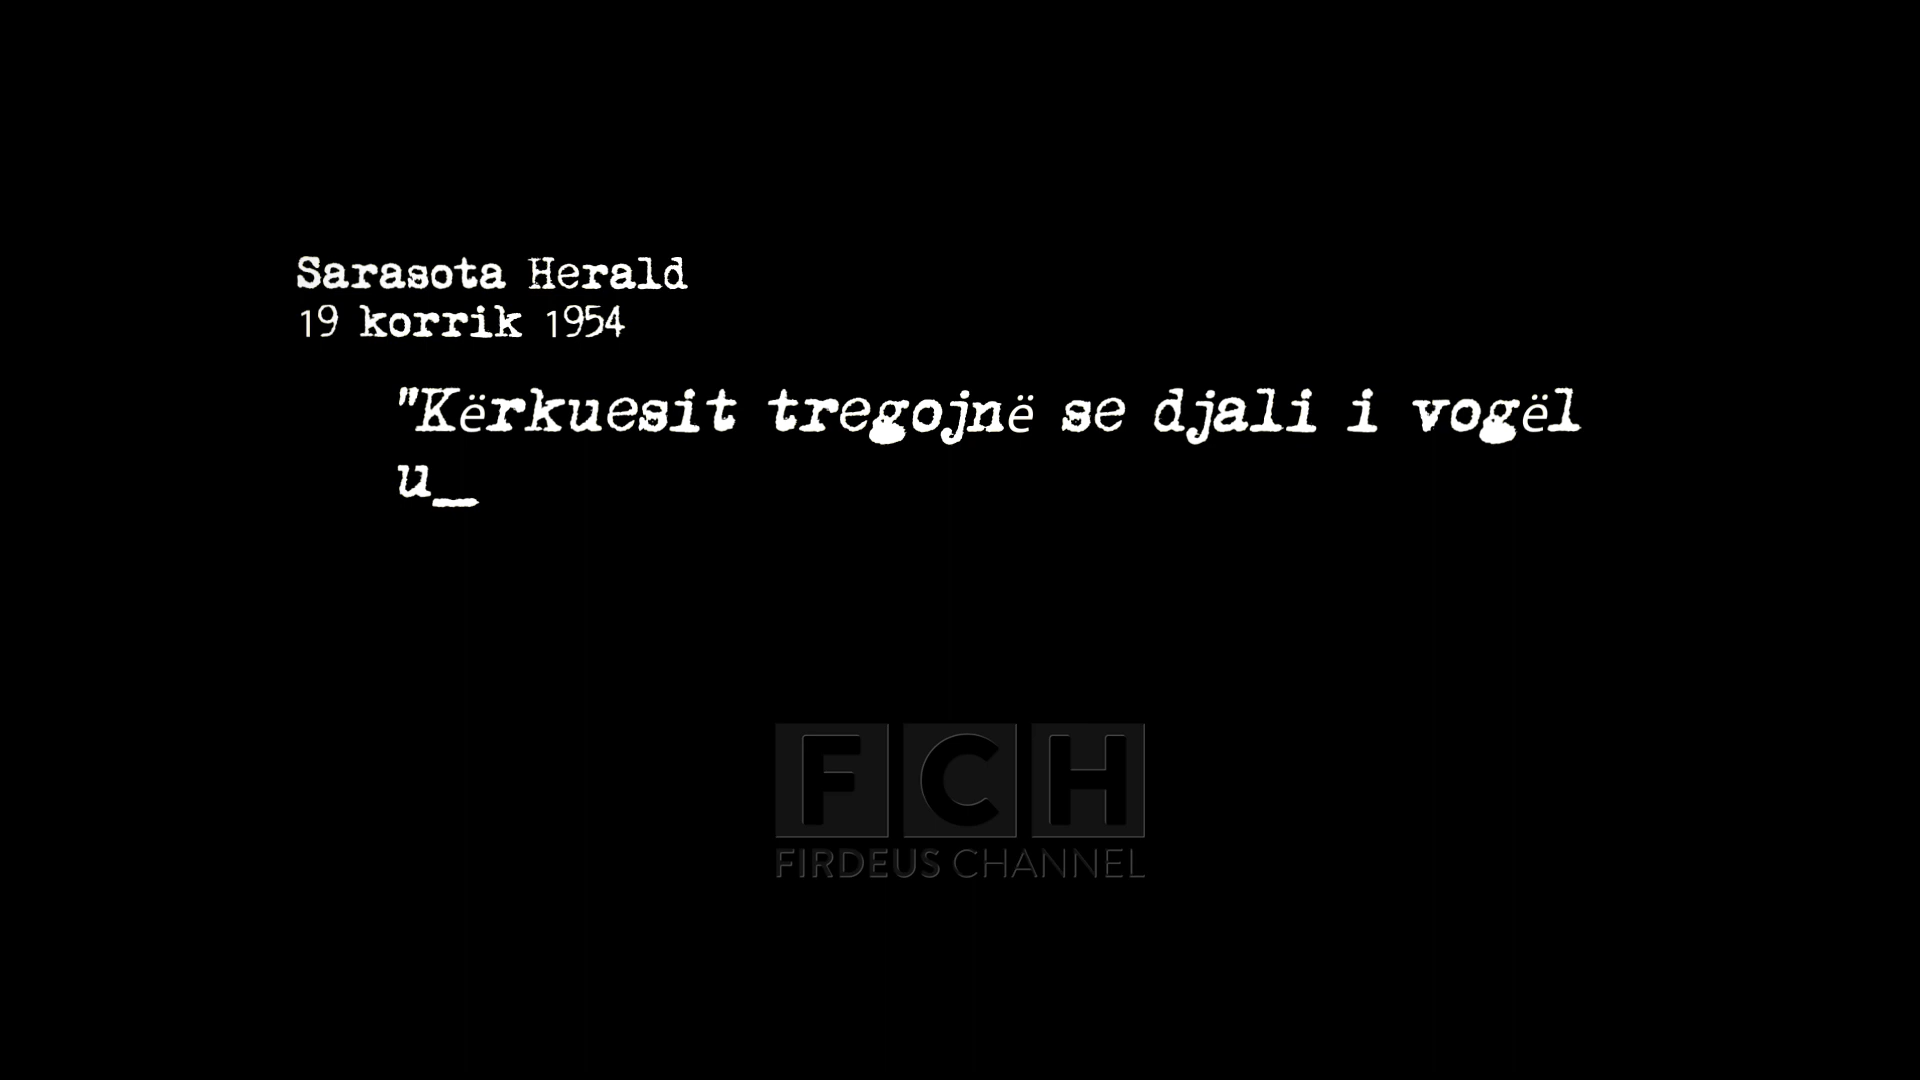 Sarasota Herald
19 korrik 1954
"Kërkuesit tregojnë se djali i vogël
u_
FCH
FIRDEUS CHANNEL